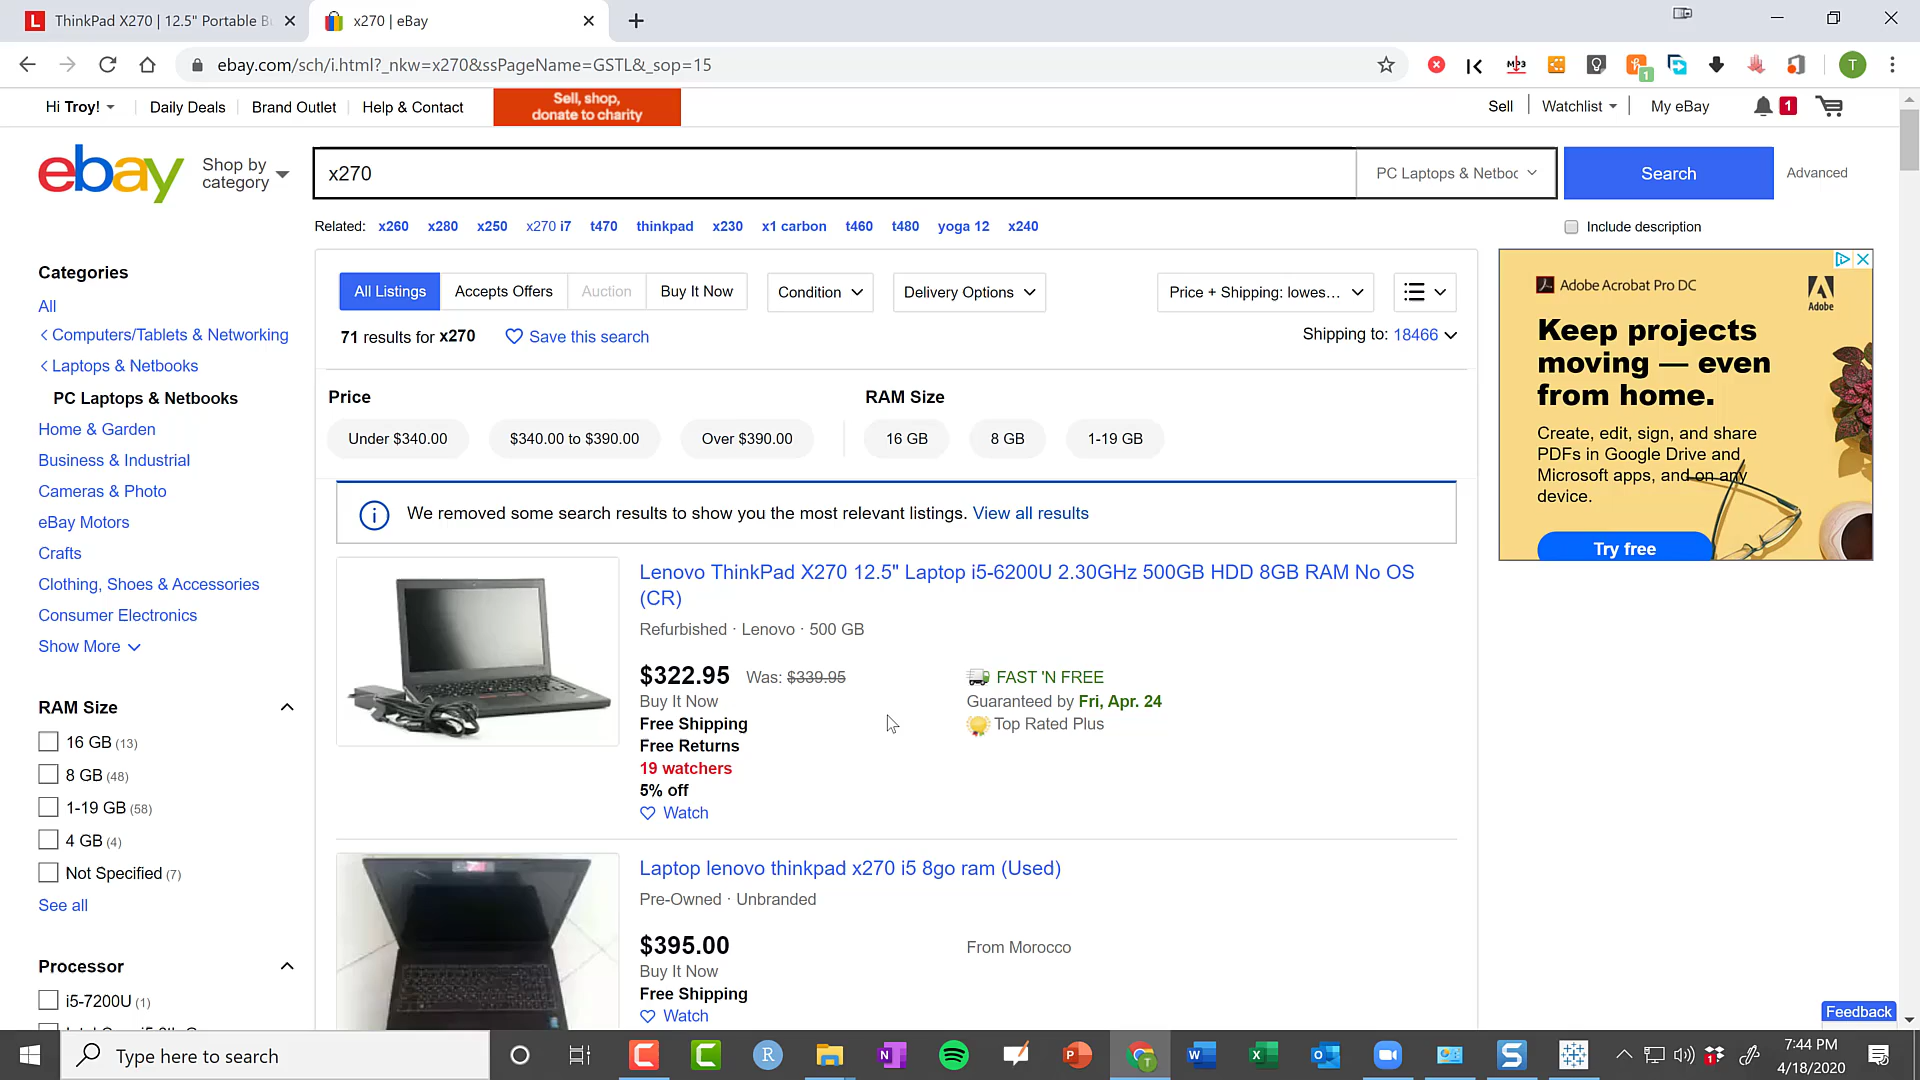 ThinkPad X270 | 12.5" Portable B
x270 | eBay
ebay.com/sch/i.html?_nkw=x270&ssPageName=GSTL&_sop=15
MP3
1
T
Hi Troy!
Daily Deals
Brand Outlet
Help & Contact
Sell, shop,
donate to charity
Sell
Watchlist
My eBay
1
ebay
Shop by
category
x270
PC Laptops & Netboo
Search
Advanced
Related: x260 x280 x250 x270 i7 t470 thinkpad x230 x1 carbon t460 t480 yoga 12 x240
Include description
Categories
All
Computers/Tablets & Networking
Laptops & Netbooks
PC Laptops & Netbooks
Home & Garden
Business & Industrial
Cameras & Photo
eBay Motors
Crafts
Clothing, Shoes & Accessories
Consumer Electronics
Show More
RAM Size
16 GB (13)
8 GB (48)
1-19 GB (58)
4 GB (4)
Not Specified (7)
See all
Processor
i5-7200U (1)
All Listings
Accepts Offers
Auction
Buy It Now
Condition
Delivery Options
Price + Shipping: lowes...
71 results for x270
Save this search
Shipping to: 18466
Price
Under $340.00
$340.00 to $390.00
Over $390.00
RAM Size
16 GB
8 GB
1-19 GB
We removed some search results to show you the most relevant listings. View all results
Lenovo ThinkPad X270 12.5" Laptop i5-6200U 2.30GHz 500GB HDD 8GB RAM No OS
(CR)
Refurbished · Lenovo · 500 GB
$322.95 Was: $339.95
Buy It Now
Free Shipping
Free Returns
19 watchers
5% off
Watch
FAST 'N FREE
Guaranteed by Fri, Apr. 24
Top Rated Plus
Laptop lenovo thinkpad x270 i5 8go ram (Used)
Pre-Owned · Unbranded
$395.00
Buy It Now
Free Shipping
Watch
From Morocco
Adobe Acrobat Pro DC
Adobe
Keep projects
moving — even
from home.
Create, edit, sign, and share
PDFs in Google Drive and
Microsoft apps, and on any
device.
Try free
Feedback
Type here to search
7:44 PM
4/18/2020